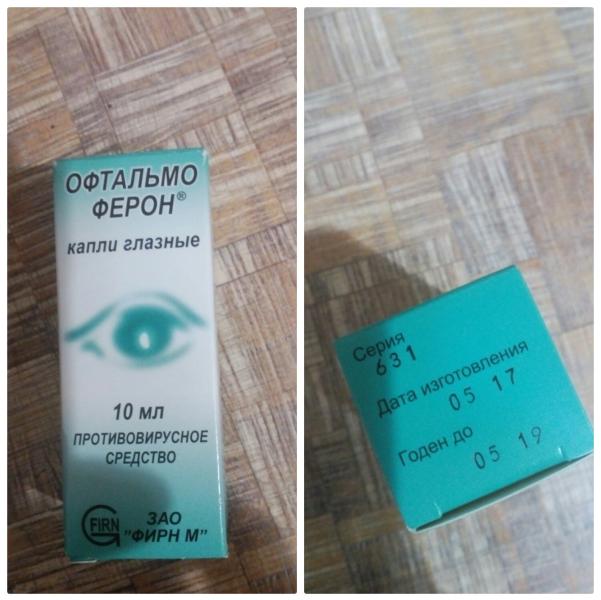 ОФТАЛЬМО
ФЕРОН®
капли глазные
10 мл
ПРОТИВОВИРУСНОЕ
СРЕДСТВО
FIRN
ЗАО
"ФИРН М"
Серия
631
Дата изготовления
05 17
Годен до
05 19